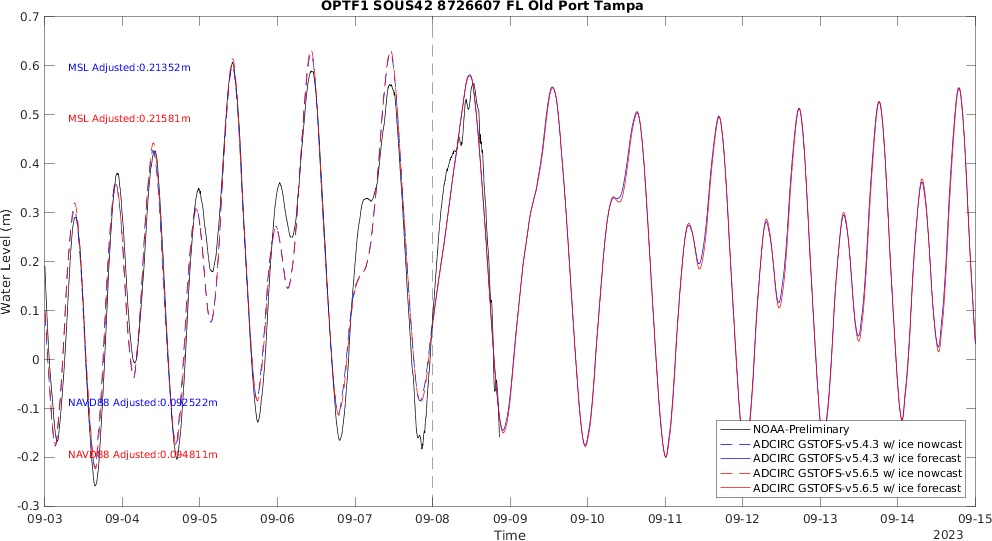 OPTF1 SOUS42 8726607 FL Old Port Tampa
0.7
0.6
0.5
0.4
0.3
0.2
0.1
0
-0.1
-0.2
-0.3
Water Level (m)
MSL Adjusted:0.21352m
MSL Adjusted:0.21581m
NAVD88 Adjusted:0.092522m
NAVD88 Adjusted:0.094811m
NOAA-Preliminary
ADCIRC GSTOFS-v5.4.3 w/ ice nowcast
ADCIRC GSTOFS-v5.4.3 w/ ice forecast
ADCIRC GSTOFS-v5.6.5 w/ ice nowcast
ADCIRC GSTOFS-v5.6.5 w/ ice forecast
09-03 09-04 09-05 09-06 09-07 09-08 09-09 09-10 09-11 09-12 09-13 09-14 09-15
Time
2023